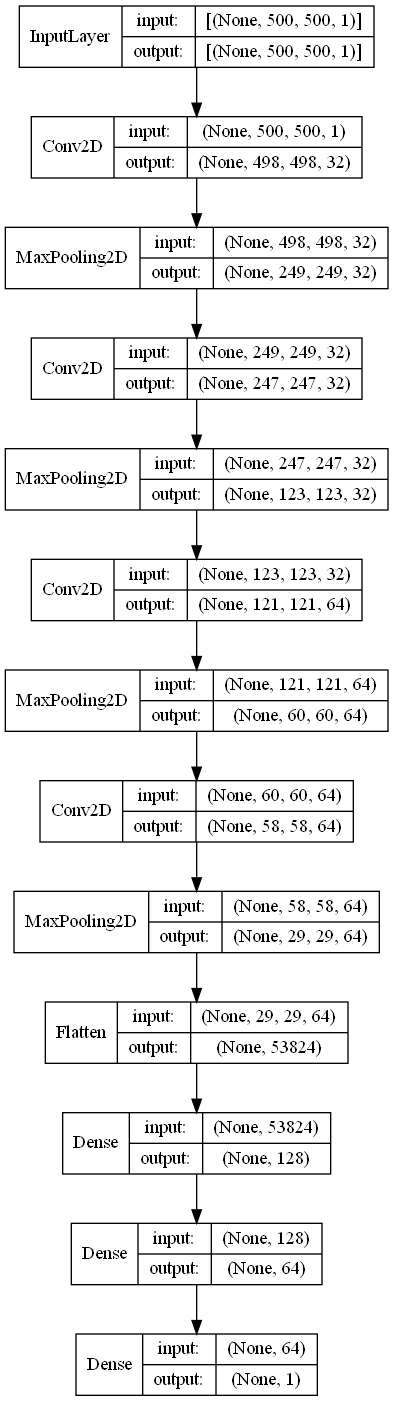 InputLayer
input: [(None, 500, 500, 1)]
output: [(None, 500, 500, 1)]
Conv2D
input: (None, 500, 500, 1)
output: (None, 498, 498, 32)
MaxPooling2D
input: (None, 498, 498, 32)
output: (None, 249, 249, 32)
Conv2D
input: (None, 249, 249, 32)
output: (None, 247, 247, 32)
MaxPooling2D
input: (None, 247, 247, 32)
output: (None, 123, 123, 32)
Conv2D
input: (None, 123, 123, 32)
output: (None, 121, 121, 64)
MaxPooling2D
input: (None, 121, 121, 64)
output: (None, 60, 60, 64)
Conv2D
input: (None, 60, 60, 64)
output: (None, 58, 58, 64)
MaxPooling2D
input: (None, 58, 58, 64)
output: (None, 29, 29, 64)
Flatten
input: (None, 29, 29, 64)
output: (None, 53824)
Dense
input: (None, 53824)
output: (None, 128)
Dense
input: (None, 128)
output: (None, 64)
Dense
input: (None, 64)
output: (None, 1)